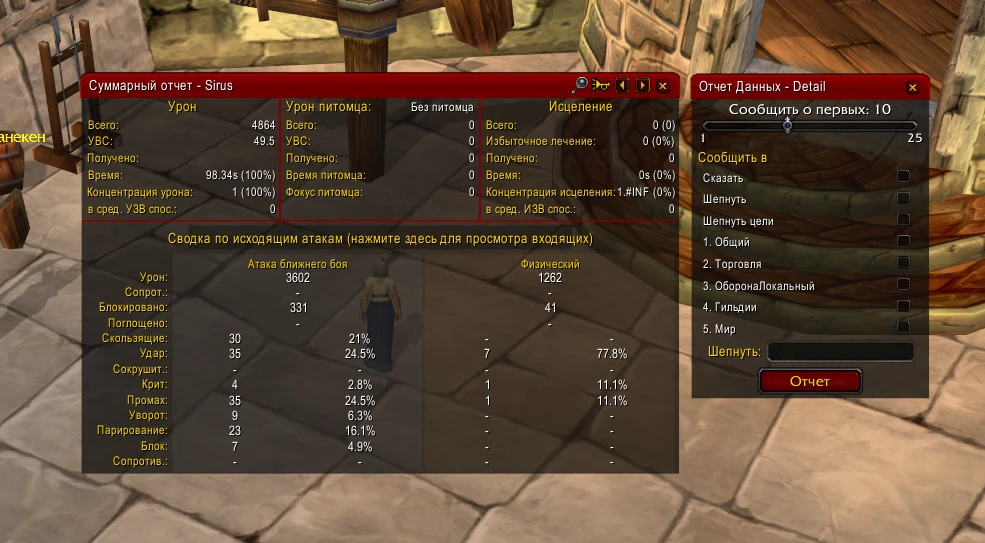 Суммарный отчет - Sirus
Урон
Всего: 4864
УВС: 49.5
Получено: 0
Время: 98.34s (100%)
Концентрация урона: 1 (100%)
в сред. УЗВ спос.: 0
Урон питомца: Без питомца
Всего: 0
УВС: 0
Получено: 0
Время питомца: 0
Фокус питомца: 0
Исцеление
Всего: 0 (0)
Избыточное лечение: 0 (0%)
Получено: 0
Время: 0s (0%)
Концентрация исцеления: 1.#INF (0%)
в сред. ИЗВ спос.: 0
Сводка по исходящим атакам (нажмите здесь для просмотра входящих)
Атака ближнего боя Физический
Урон: 3602 1262
Сопрот.: - -
Блокировано: 331 41
Поглощено: - -
Скользящие: 30 21% - -
Удар: 35 24.5% 7 77.8%
Сокрушит.: - - - -
Крит: 4 2.8% 1 11.1%
Промах: 35 24.5% 1 11.1%
Уворот: 9 6.3% - -
Парирование: 23 16.1% - -
Блок: 7 4.9% - -
Сопротив.: - - - -
Отчет Данных - Detail
Сообщить о первых: 10
1 25
Сообщить в
Сказать
Шепнуть
Шепнуть цели
1. Общий
2. Торговля
3. ОборонаЛокальный
4. Гильдии
5. Мир
Шепнуть:
Отчет
анекен